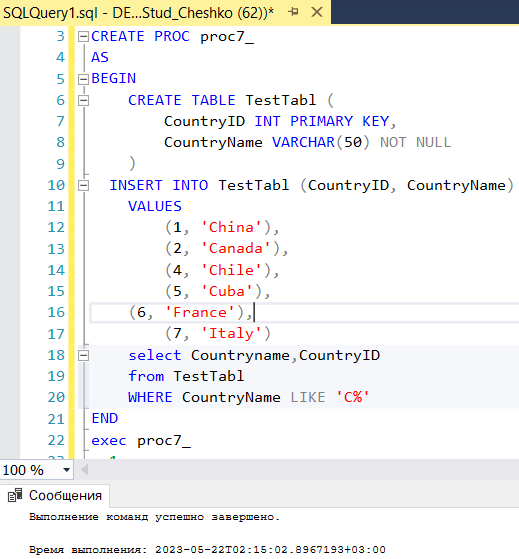 SQLQuery1.sql - DE...Stud_Cheshko (62))*
3 CREATE PROC proc7_
4 AS
5 BEGIN
6 CREATE TABLE TestTabl (
7 CountryID INT PRIMARY KEY,
8 CountryName VARCHAR(50) NOT NULL
9 )
10 INSERT INTO TestTabl (CountryID, CountryName)
11 VALUES
12 (1, 'China'),
13 (2, 'Canada'),
14 (4, 'Chile'),
15 (5, 'Cuba'),
16 (6, 'France'),
17 (7, 'Italy')
18 select Countryname,CountryID
19 from TestTabl
20 WHERE CountryName LIKE 'C%'
21 END
22 exec proc7_
100 %
Сообщения
Выполнение команд успешно завершено.
Время выполнения: 2023-05-22T02:15:02.8967193+03:00